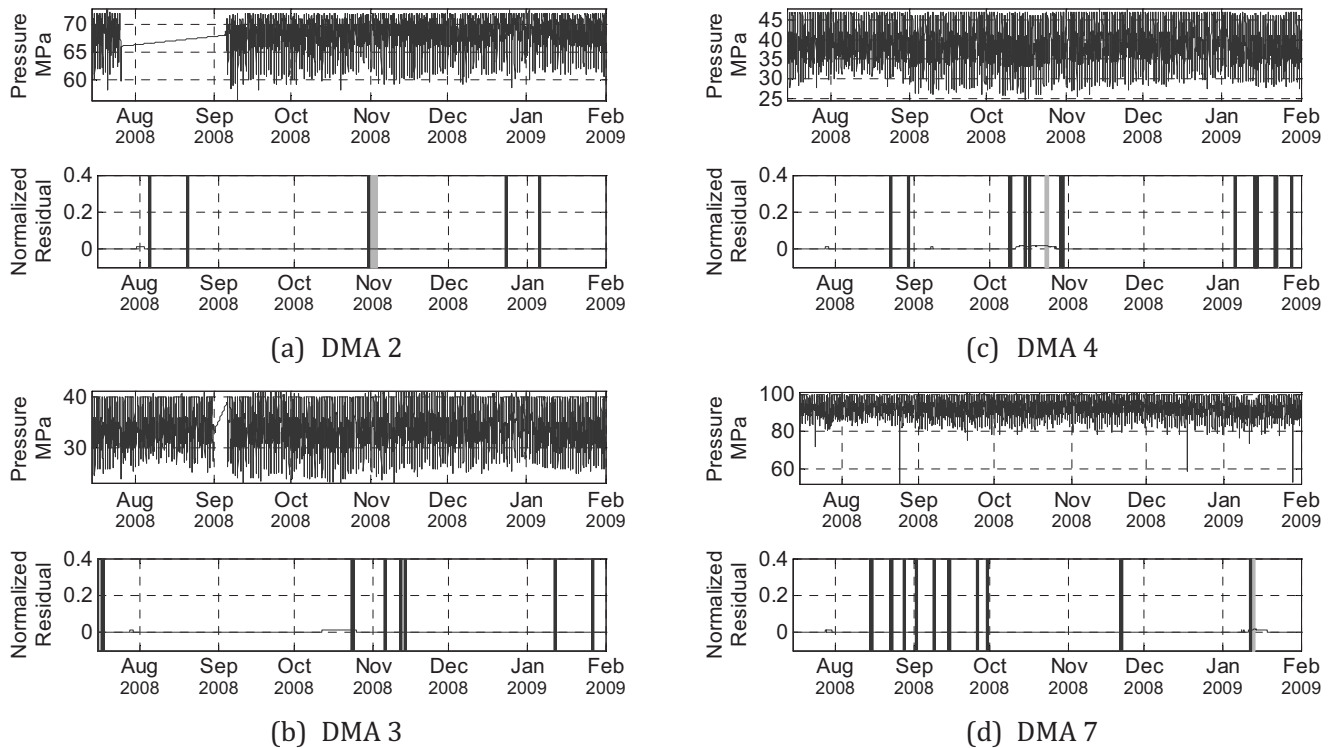 Pressure
MPa
70
65
60
Aug Sep Oct Nov Dec Jan Feb
2008 2008 2008 2008 2008 2009 2009
Normalized
Residual
0.4
0.2
0
Aug Sep Oct Nov Dec Jan Feb
2008 2008 2008 2008 2008 2009 2009
(a) DMA 2
Pressure
MPa
45
40
35
30
25
Aug Sep Oct Nov Dec Jan Feb
2008 2008 2008 2008 2008 2009 2009
Normalized
Residual
0.4
0.2
0
Aug Sep Oct Nov Dec Jan Feb
2008 2008 2008 2008 2008 2009 2009
(c) DMA 4
Pressure
MPa
40
30
Aug Sep Oct Nov Dec Jan Feb
2008 2008 2008 2008 2008 2009 2009
Normalized
Residual
0.4
0.2
0
Aug Sep Oct Nov Dec Jan Feb
2008 2008 2008 2008 2008 2009 2009
(b) DMA 3
Pressure
MPa
100
80
60
Aug Sep Oct Nov Dec Jan Feb
2008 2008 2008 2008 2008 2009 2009
Normalized
Residual
0.4
0.2
0
Aug Sep Oct Nov Dec Jan Feb
2008 2008 2008 2008 2008 2009 2009
(d) DMA 7